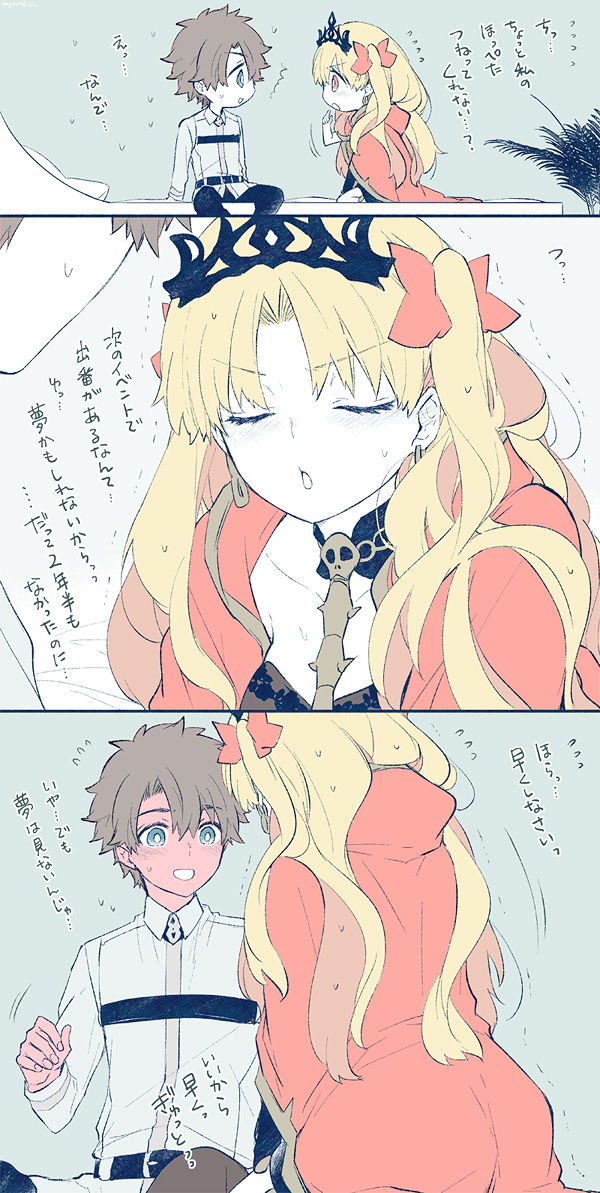 ちっ…
ちょっと私の
ほっぺた
つねって
くれない…?
えっ…
なんで…
っ…
次のイベントで
出番があるなんて…
ゆっ…
夢かもしれないからっ
…だって2年半も
なかったのに…
ほら…
早くしなさいっ
いや…でも
夢は見ないんじゃ…
いいから
早くっ
ぎゅっとっっ